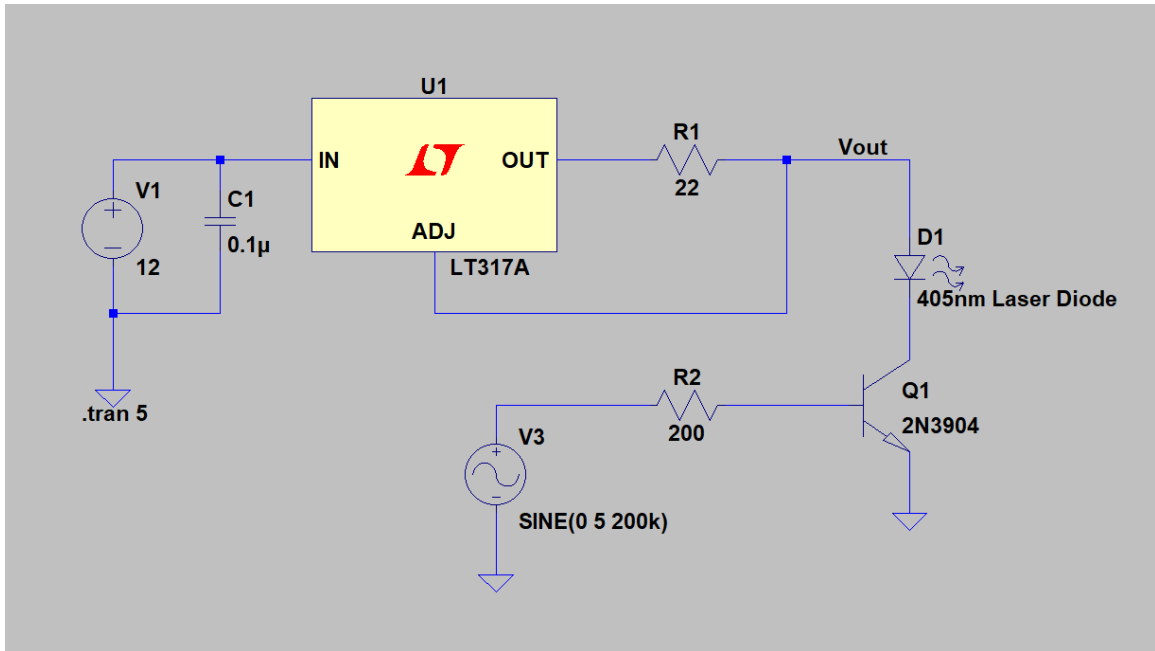 U1
IN
OUT
ADJ
LT317A
R1
22
Vout
V1
12
C1
0.1µ
D1
405nm Laser Diode
.tran 5
R2
200
Q1
2N3904
V3
SINE(0 5 200k)